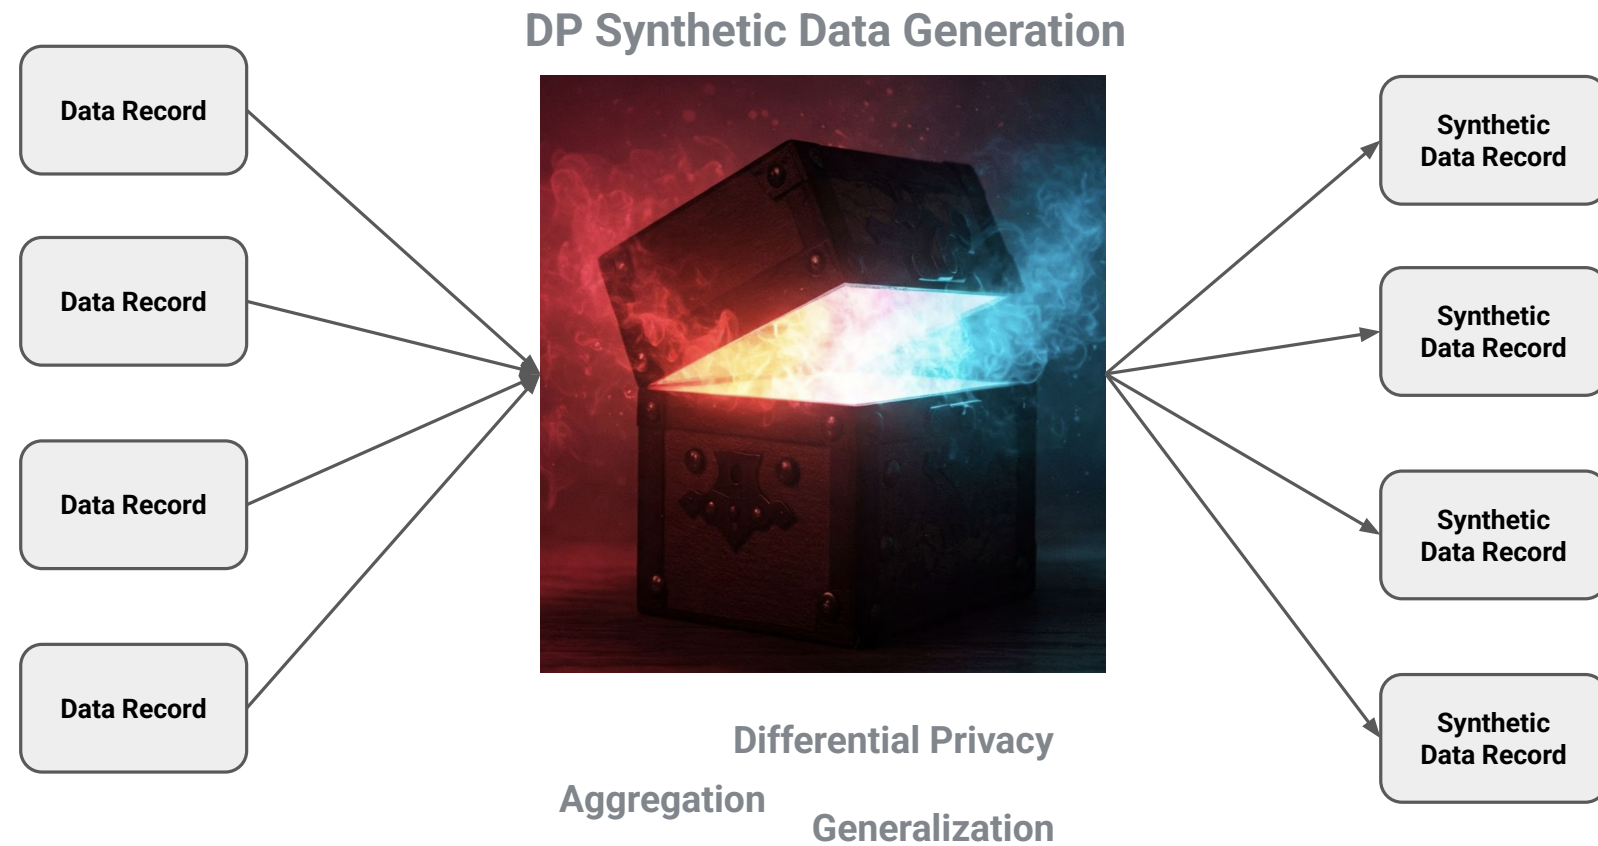 DP Synthetic Data Generation
Data Record
Data Record
Data Record
Data Record
Synthetic
Data Record
Synthetic
Data Record
Synthetic
Data Record
Synthetic
Data Record
Differential Privacy
Aggregation
Generalization